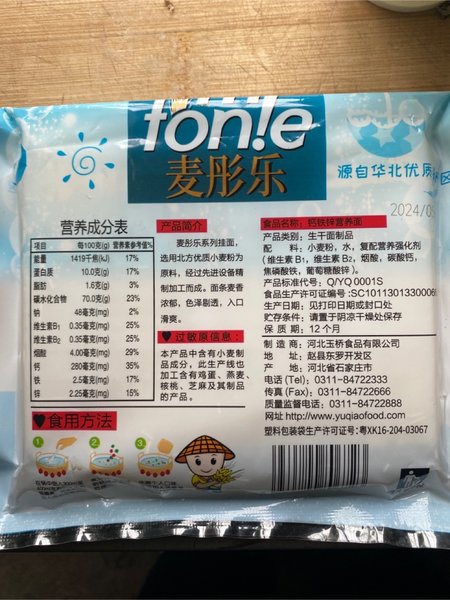 ton!e
麦彤乐
源自华北优质
区
2024/05
营养成分表
项目 每100克(g) 营养素参考值%
能量 1419千焦(kJ) 17%
蛋白质 10.0克(g) 17%
脂肪 1.6克(g) 3%
碳水化合物 70.0克(g) 23%
钠 48毫克(mg) 2%
维生素B₁ 0.35毫克(mg) 25%
维生素B₂ 0.35毫克(mg) 25%
烟酸 4.00毫克(mg) 29%
钙 280毫克(mg) 35%
铁 2.5毫克(mg) 17%
锌 2.25毫克(mg) 15%
产品简介
麦彤乐系列挂面，
选用北方优质小麦粉为
原料，经过先进设备精
制加工而成。面条麦香
浓郁，色泽剔透，入口
滑爽。
过敏原信息：
本产品中含有小麦制
品成分。此生产线也
加工含有鸡蛋、燕麦、
核桃、芝麻及其制品
的产品。
食品名称：钙铁锌营养面
产品类别：生干面制品
配料：小麦粉，水，复配营养强化剂
（维生素B₁，维生素B₂，烟酸，碳酸钙，
焦磷酸铁，葡萄糖酸锌）。
产品标准代号：Q/YQ 0001S
食品生产许可证编号：SC1011301330006
生产日期：见打印日期或封口处
贮存条件：请置于阴凉干燥处保存
保质期：12个月
制造商：河北玉桥食品有限公司
地址：赵县东罗开发区
产地：河北省石家庄市
电话(Tel)：0311-84722333
传真(Fax)：0311-84722666
质量监督电话：0311-84722888
网址http://www.yuqiaofood.com
塑料包装袋生产许可证号：粤XK16-204-03067
食用方法
1 2 3